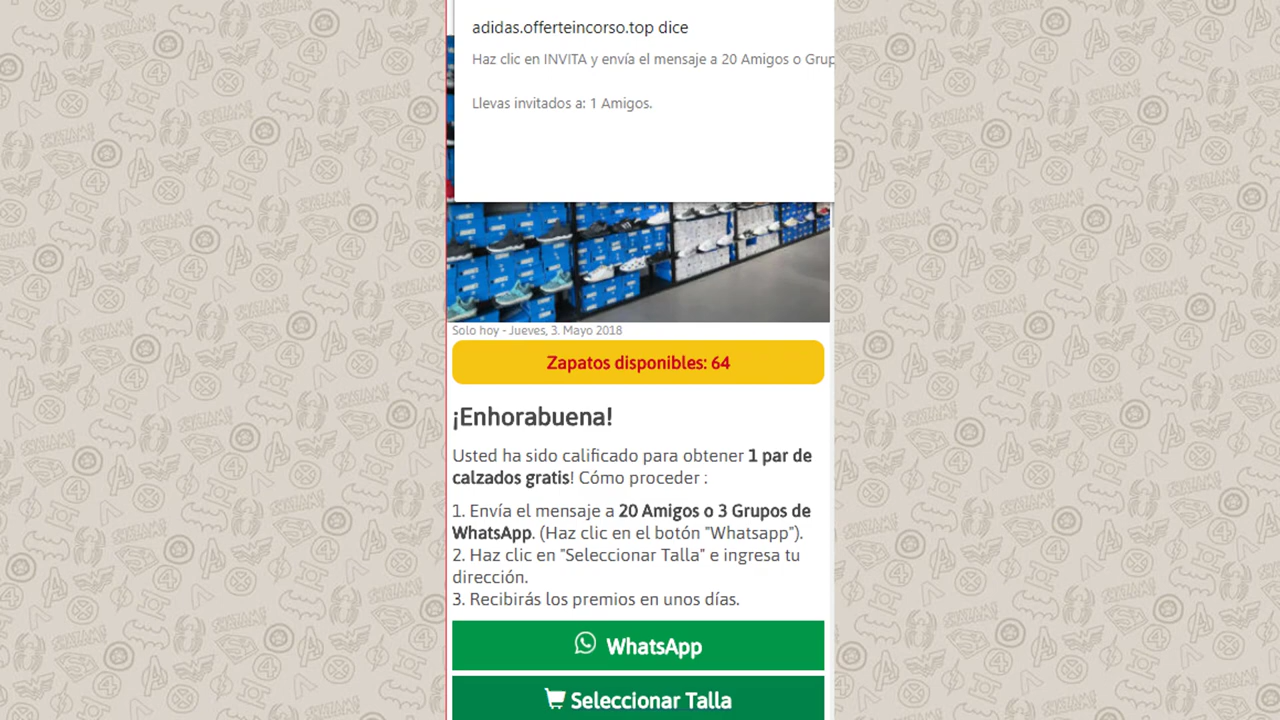 adidas.offerteincorso.top dice
Haz clic en INVITA y envía el mensaje a 20 Amigos o Grup
Llevas invitados a: 1 Amigos.
Solo hoy - Jueves, 3. Mayo 2018
Zapatos disponibles: 64
¡Enhorabuena!
Usted ha sido calificado para obtener 1 par de
calzados gratis! Cómo proceder :
1. Envía el mensaje a 20 Amigos o 3 Grupos de
WhatsApp. (Haz clic en el botón "Whatsapp").
2. Haz clic en "Seleccionar Talla" e ingresa tu
dirección.
3. Recibirás los premios en unos días.
WhatsApp
Seleccionar Talla